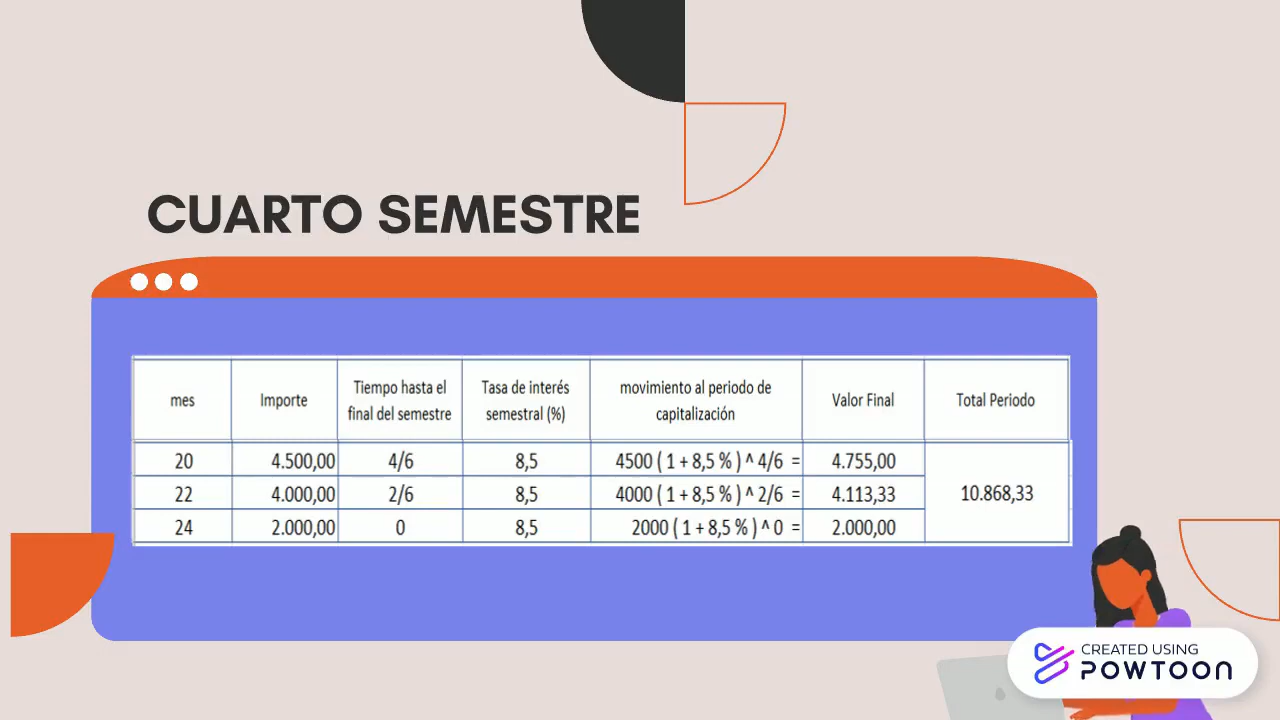 CUARTO SEMESTRE
mes Importe Tiempo hasta el final del semestre Tasa de interés semestral (%) movimiento al periodo de capitalización Valor Final Total Periodo
20 4.500,00 4/6 8,5 4500 ( 1 + 8,5 % ) ^ 4/6 = 4.755,00
22 4.000,00 2/6 8,5 4000 ( 1 + 8,5 % ) ^ 2/6 = 4.113,33 10.868,33
24 2.000,00 0 8,5 2000 ( 1 + 8,5 % ) ^ 0 = 2.000,00
CREATED USING
POWTOON